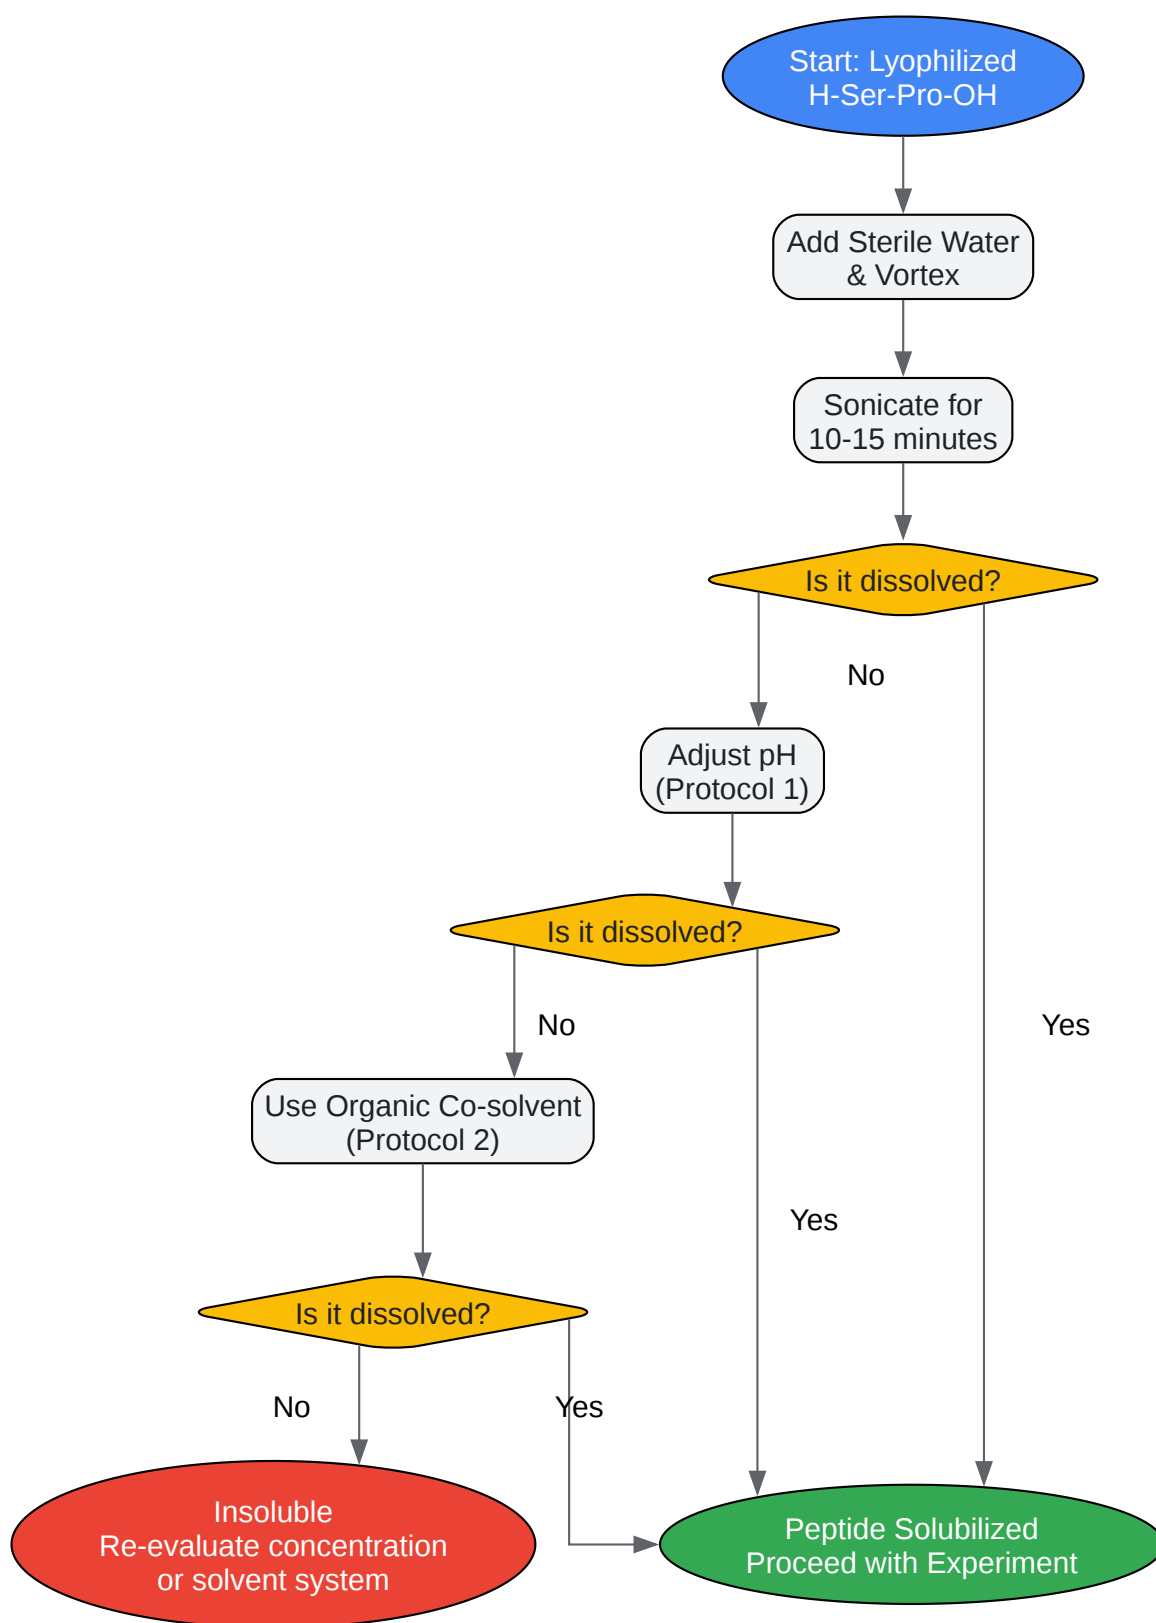 Start: Lyophilized
H-Ser-Pro-OH
Add Sterile Water
& Vortex
Sonicate for
10-15 minutes
Is it dissolved?
No
Adjust pH
(Protocol 1)
Is it dissolved?
No
Yes
Use Organic Co-solvent
(Protocol 2)
Yes
Is it dissolved?
No
Yes
Insoluble
Re-evaluate concentration
or solvent system
Peptide Solubilized
Proceed with Experiment